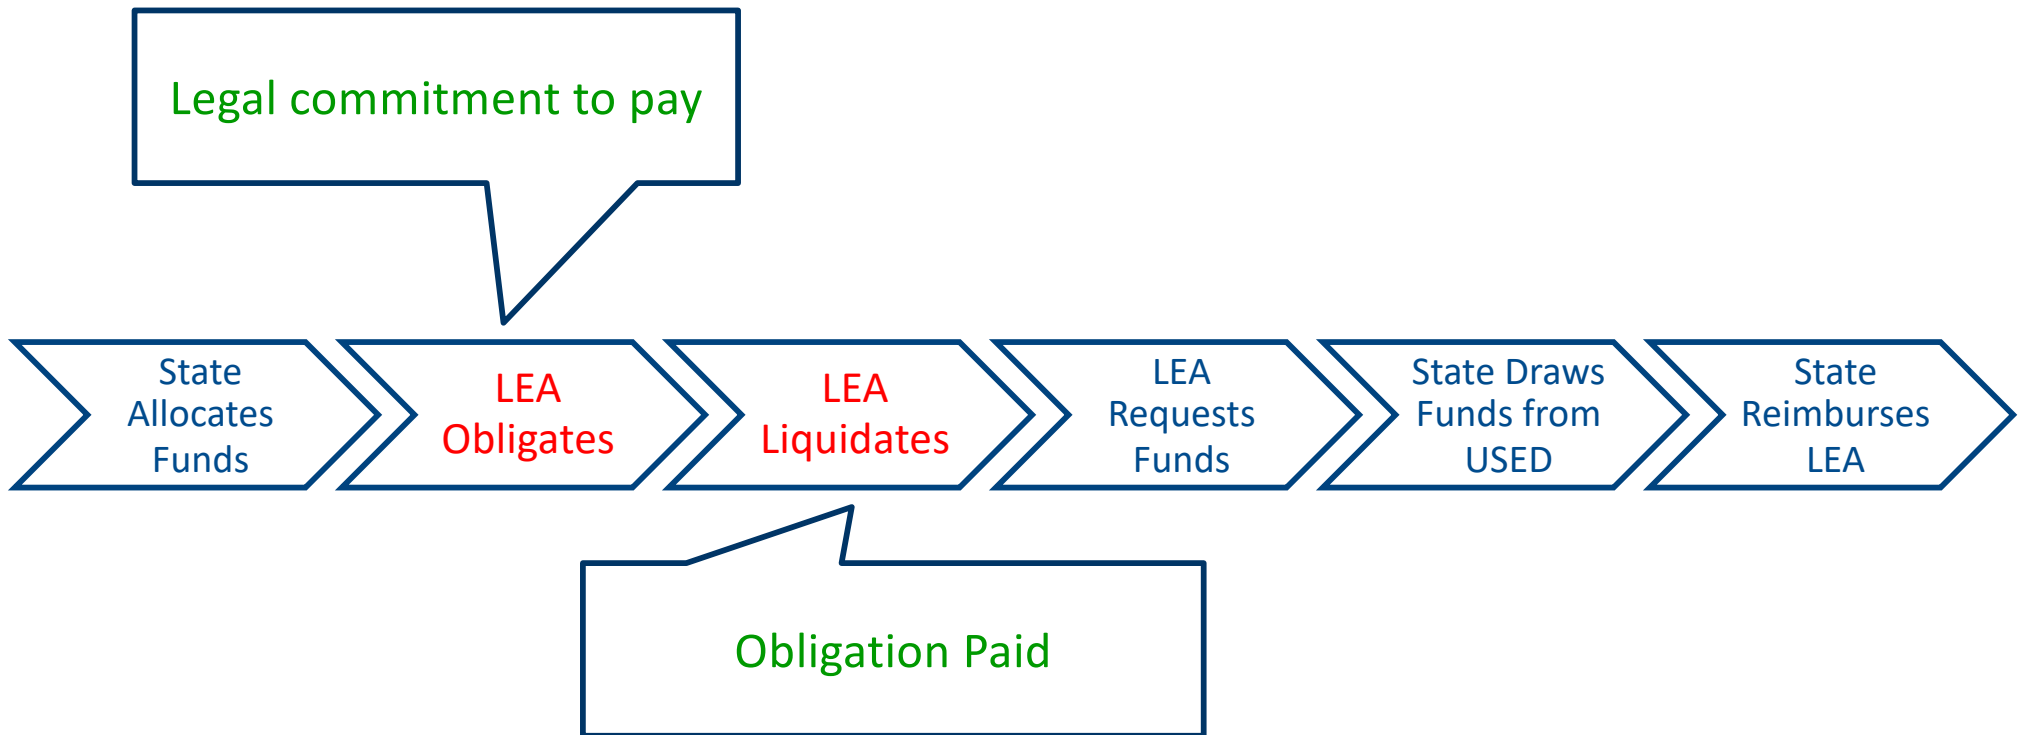 Legal commitment to pay
State
Allocates
Funds
LEA
Obligates
LEA
Liquidates
LEA
Requests
Funds
State Draws
Funds from
USED
State
Reimburses
LEA
Obligation Paid